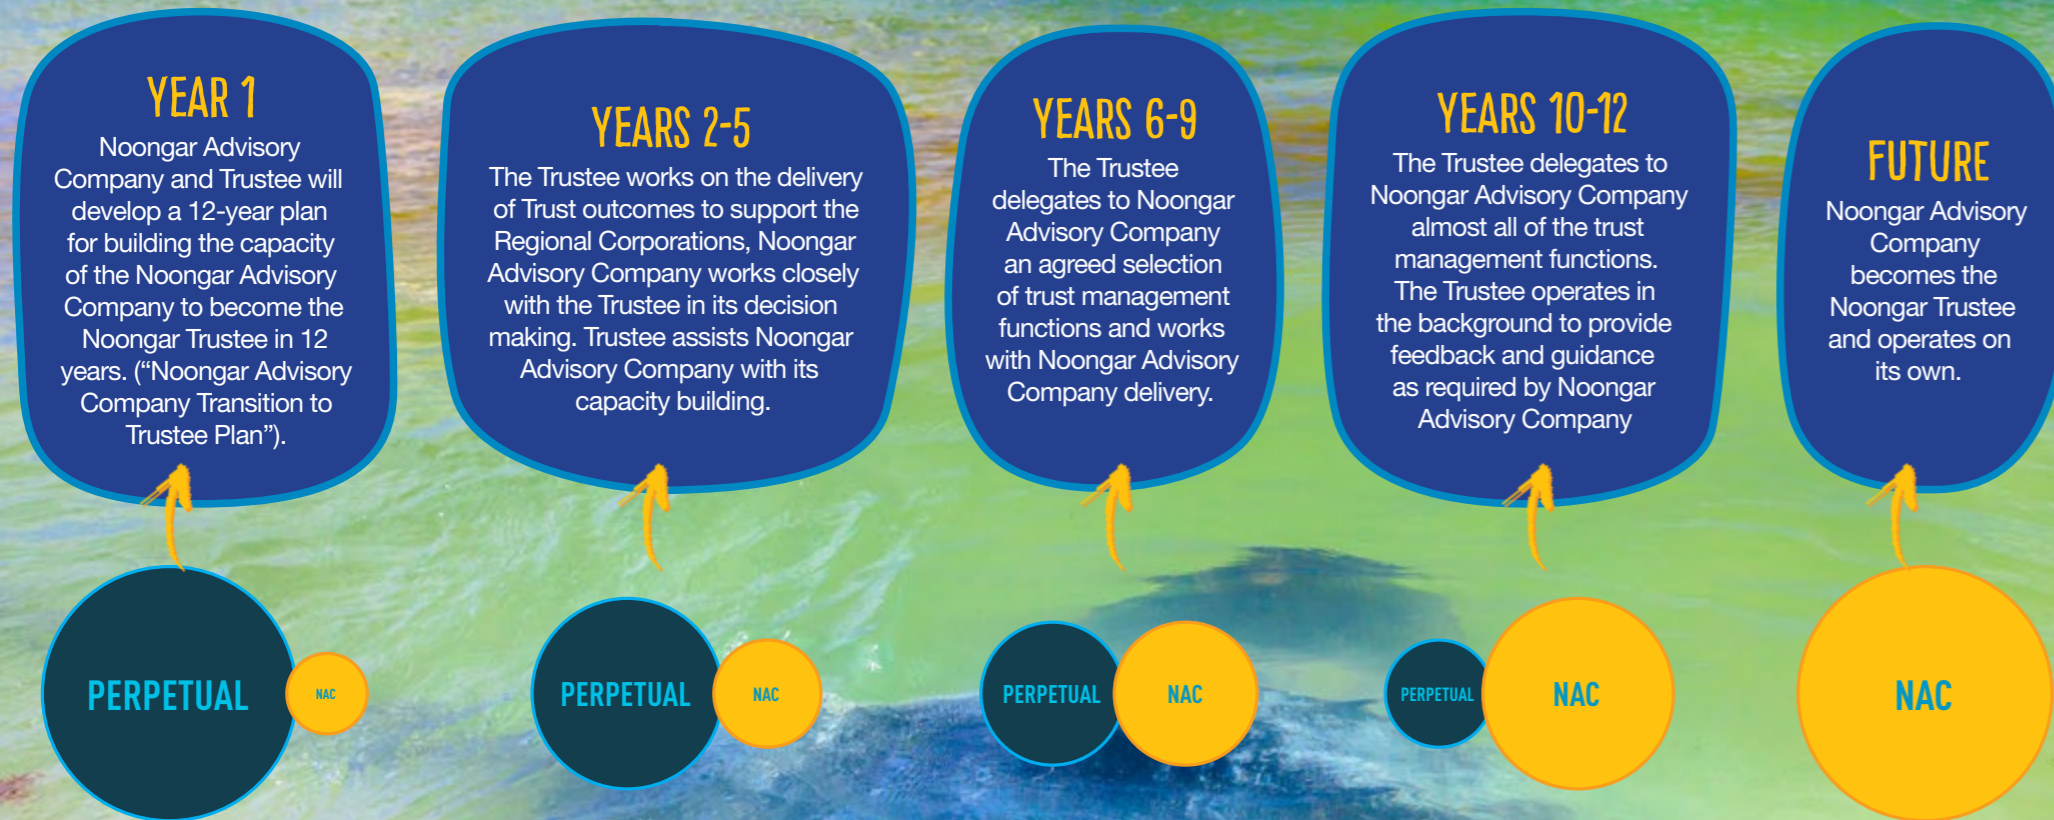 YEAR 1
Noongar Advisory
Company and Trustee will
develop a 12-year plan
for building the capacity
of the Noongar Advisory
Company to become the
Noongar Trustee in 12
years. (“Noongar Advisory
Company Transition to
Trustee Plan”).
YEARS 2-5
The Trustee works on the delivery
of Trust outcomes to support the
Regional Corporations, Noongar
Advisory Company works closely
with the Trustee in its decision
making. Trustee assists Noongar
Advisory Company with its
capacity building.
YEARS 6-9
The Trustee
delegates to Noongar
Advisory Company
an agreed selection
of trust management
functions and works
with Noongar Advisory
Company delivery.
YEARS 10-12
The Trustee delegates to
Noongar Advisory Company
almost all of the trust
management functions.
The Trustee operates in
the background to provide
feedback and guidance
as required by Noongar
Advisory Company
FUTURE
Noongar Advisory
Company
becomes the
Noongar Trustee
and operates on
its own.
PERPETUAL
NAC
PERPETUAL
NAC
PERPETUAL
NAC
PERPETUAL
NAC
NAC